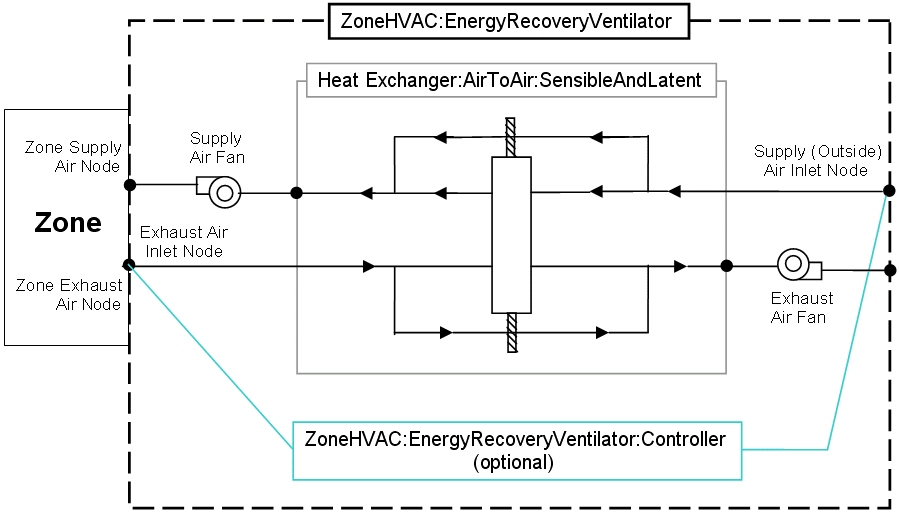 ZoneHVAC:EnergyRecoveryVentilator
Heat Exchanger:AirToAir:SensibleAndLatent
Zone Supply
Air Node
Supply
Air Fan
Supply (Outside)
Air Inlet Node
Zone
Exhaust Air
Inlet Node
Zone Exhaust
Air Node
Exhaust
Air Fan
ZoneHVAC:EnergyRecoveryVentilator:Controller
(optional)